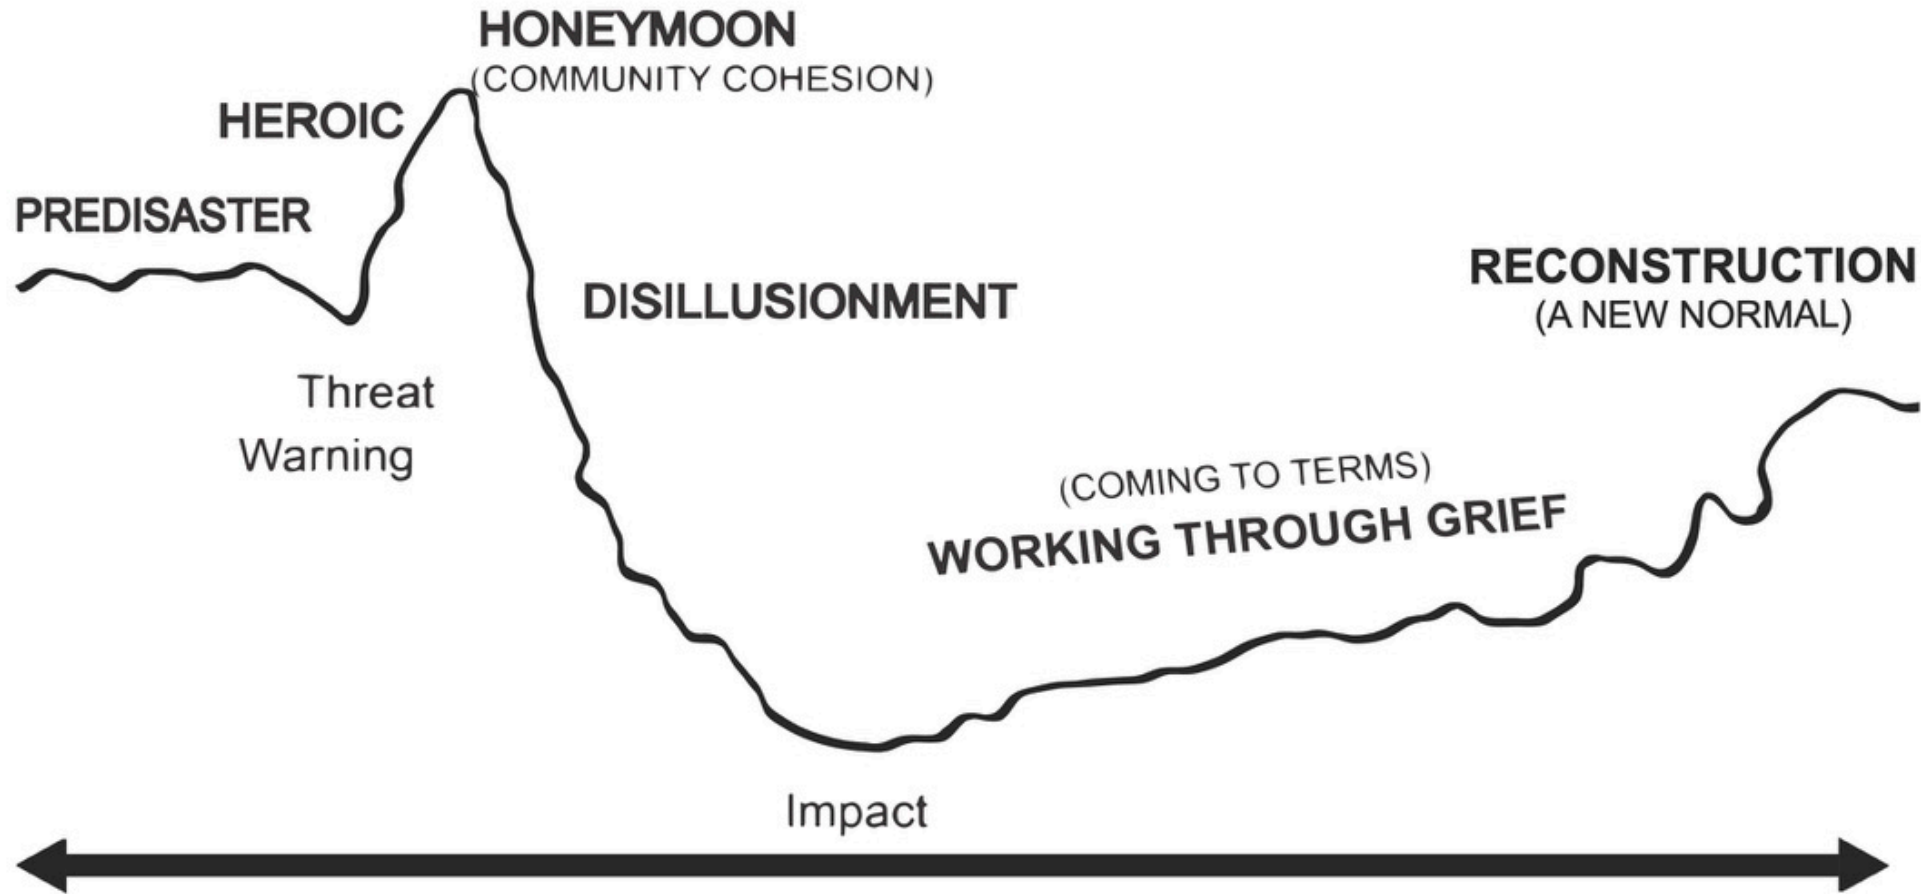 HONEYMOON
(COMMUNITY COHESION)
HEROIC
PREDISASTER
DISILLUSIONMENT
RECONSTRUCTION
(A NEW NORMAL)
Threat
Warning
(COMING TO TERMS)
WORKING THROUGH GRIEF
Impact